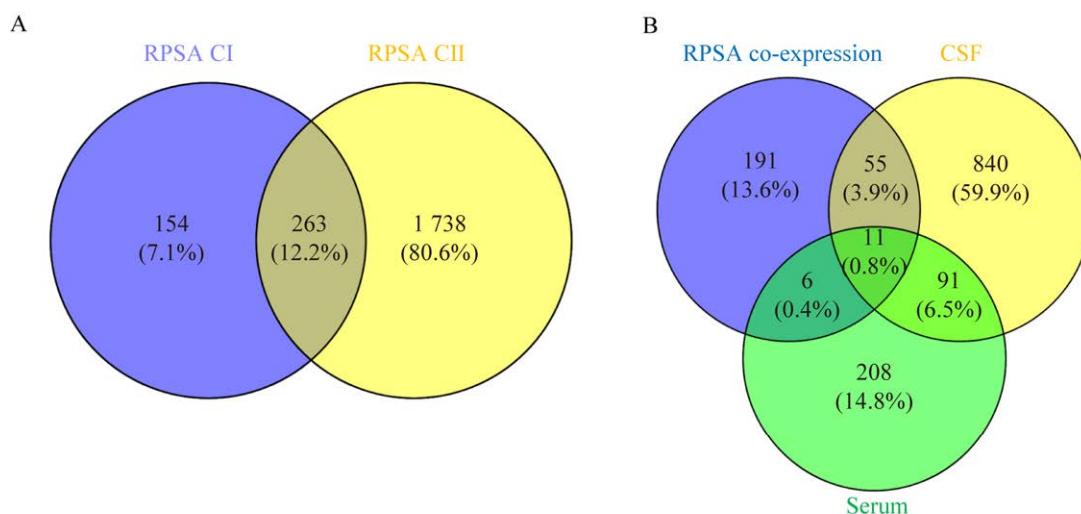 A
RPSA CI
RPSA CII
154
(7.1%)
263
(12.2%)
1 738
(80.6%)
B
RPSA co-expression
CSF
191
(13.6%)
55
(3.9%)
840
(59.9%)
11
(0.8%)
6
(0.4%)
91
(6.5%)
208
(14.8%)
Serum